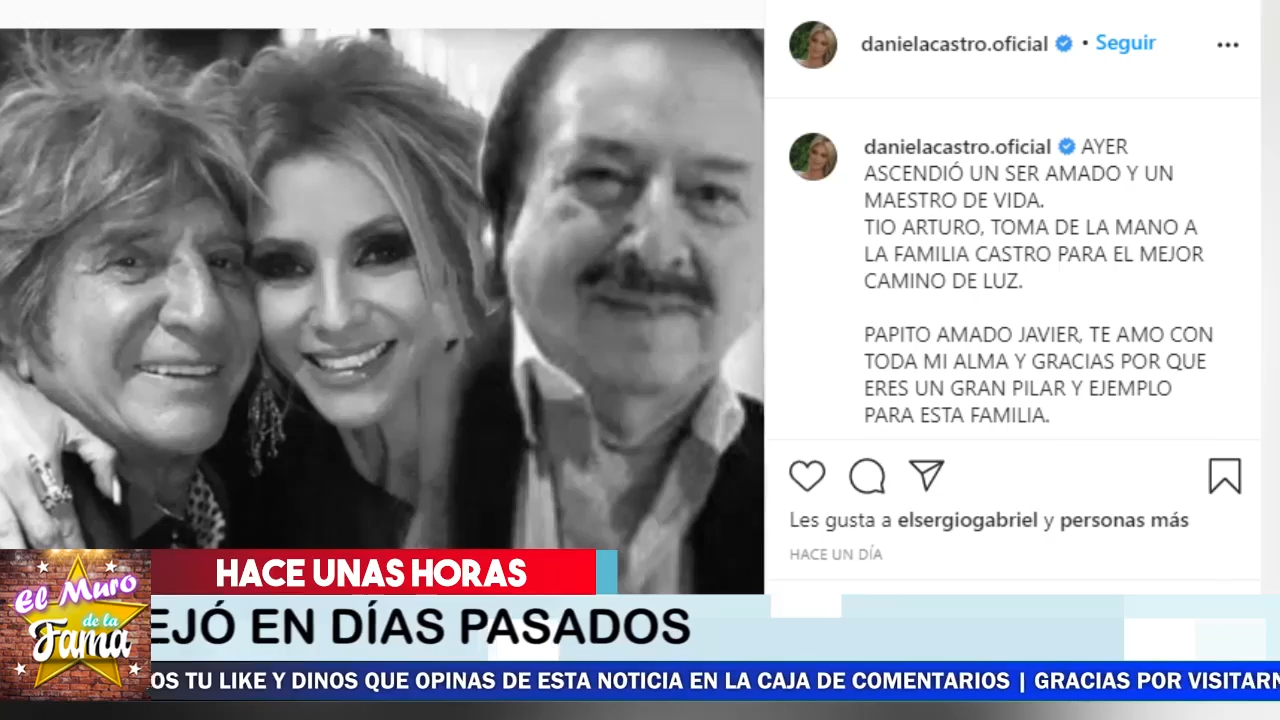 danielacastro.oficial • Seguir
danielacastro.oficial AYER
ASCENDIÓ UN SER AMADO Y UN
MAESTRO DE VIDA.
TIO ARTURO, TOMA DE LA MANO A
LA FAMILIA CASTRO PARA EL MEJOR
CAMINO DE LUZ.
PAPITO AMADO JAVIER, TE AMO CON
TODA MI ALMA Y GRACIAS POR QUE
ERES UN GRAN PILAR Y EJEMPLO
PARA ESTA FAMILIA.
Les gusta a elsergiogabriel y personas más
HACE UN DÍA
HACE UNAS HORAS
EJÓ EN DÍAS PASADOS
El Muro
de la
Fama
OS TU LIKE Y DINOS QUE OPINAS DE ESTA NOTICIA EN LA CAJA DE COMENTARIOS | GRACIAS POR VISITARN